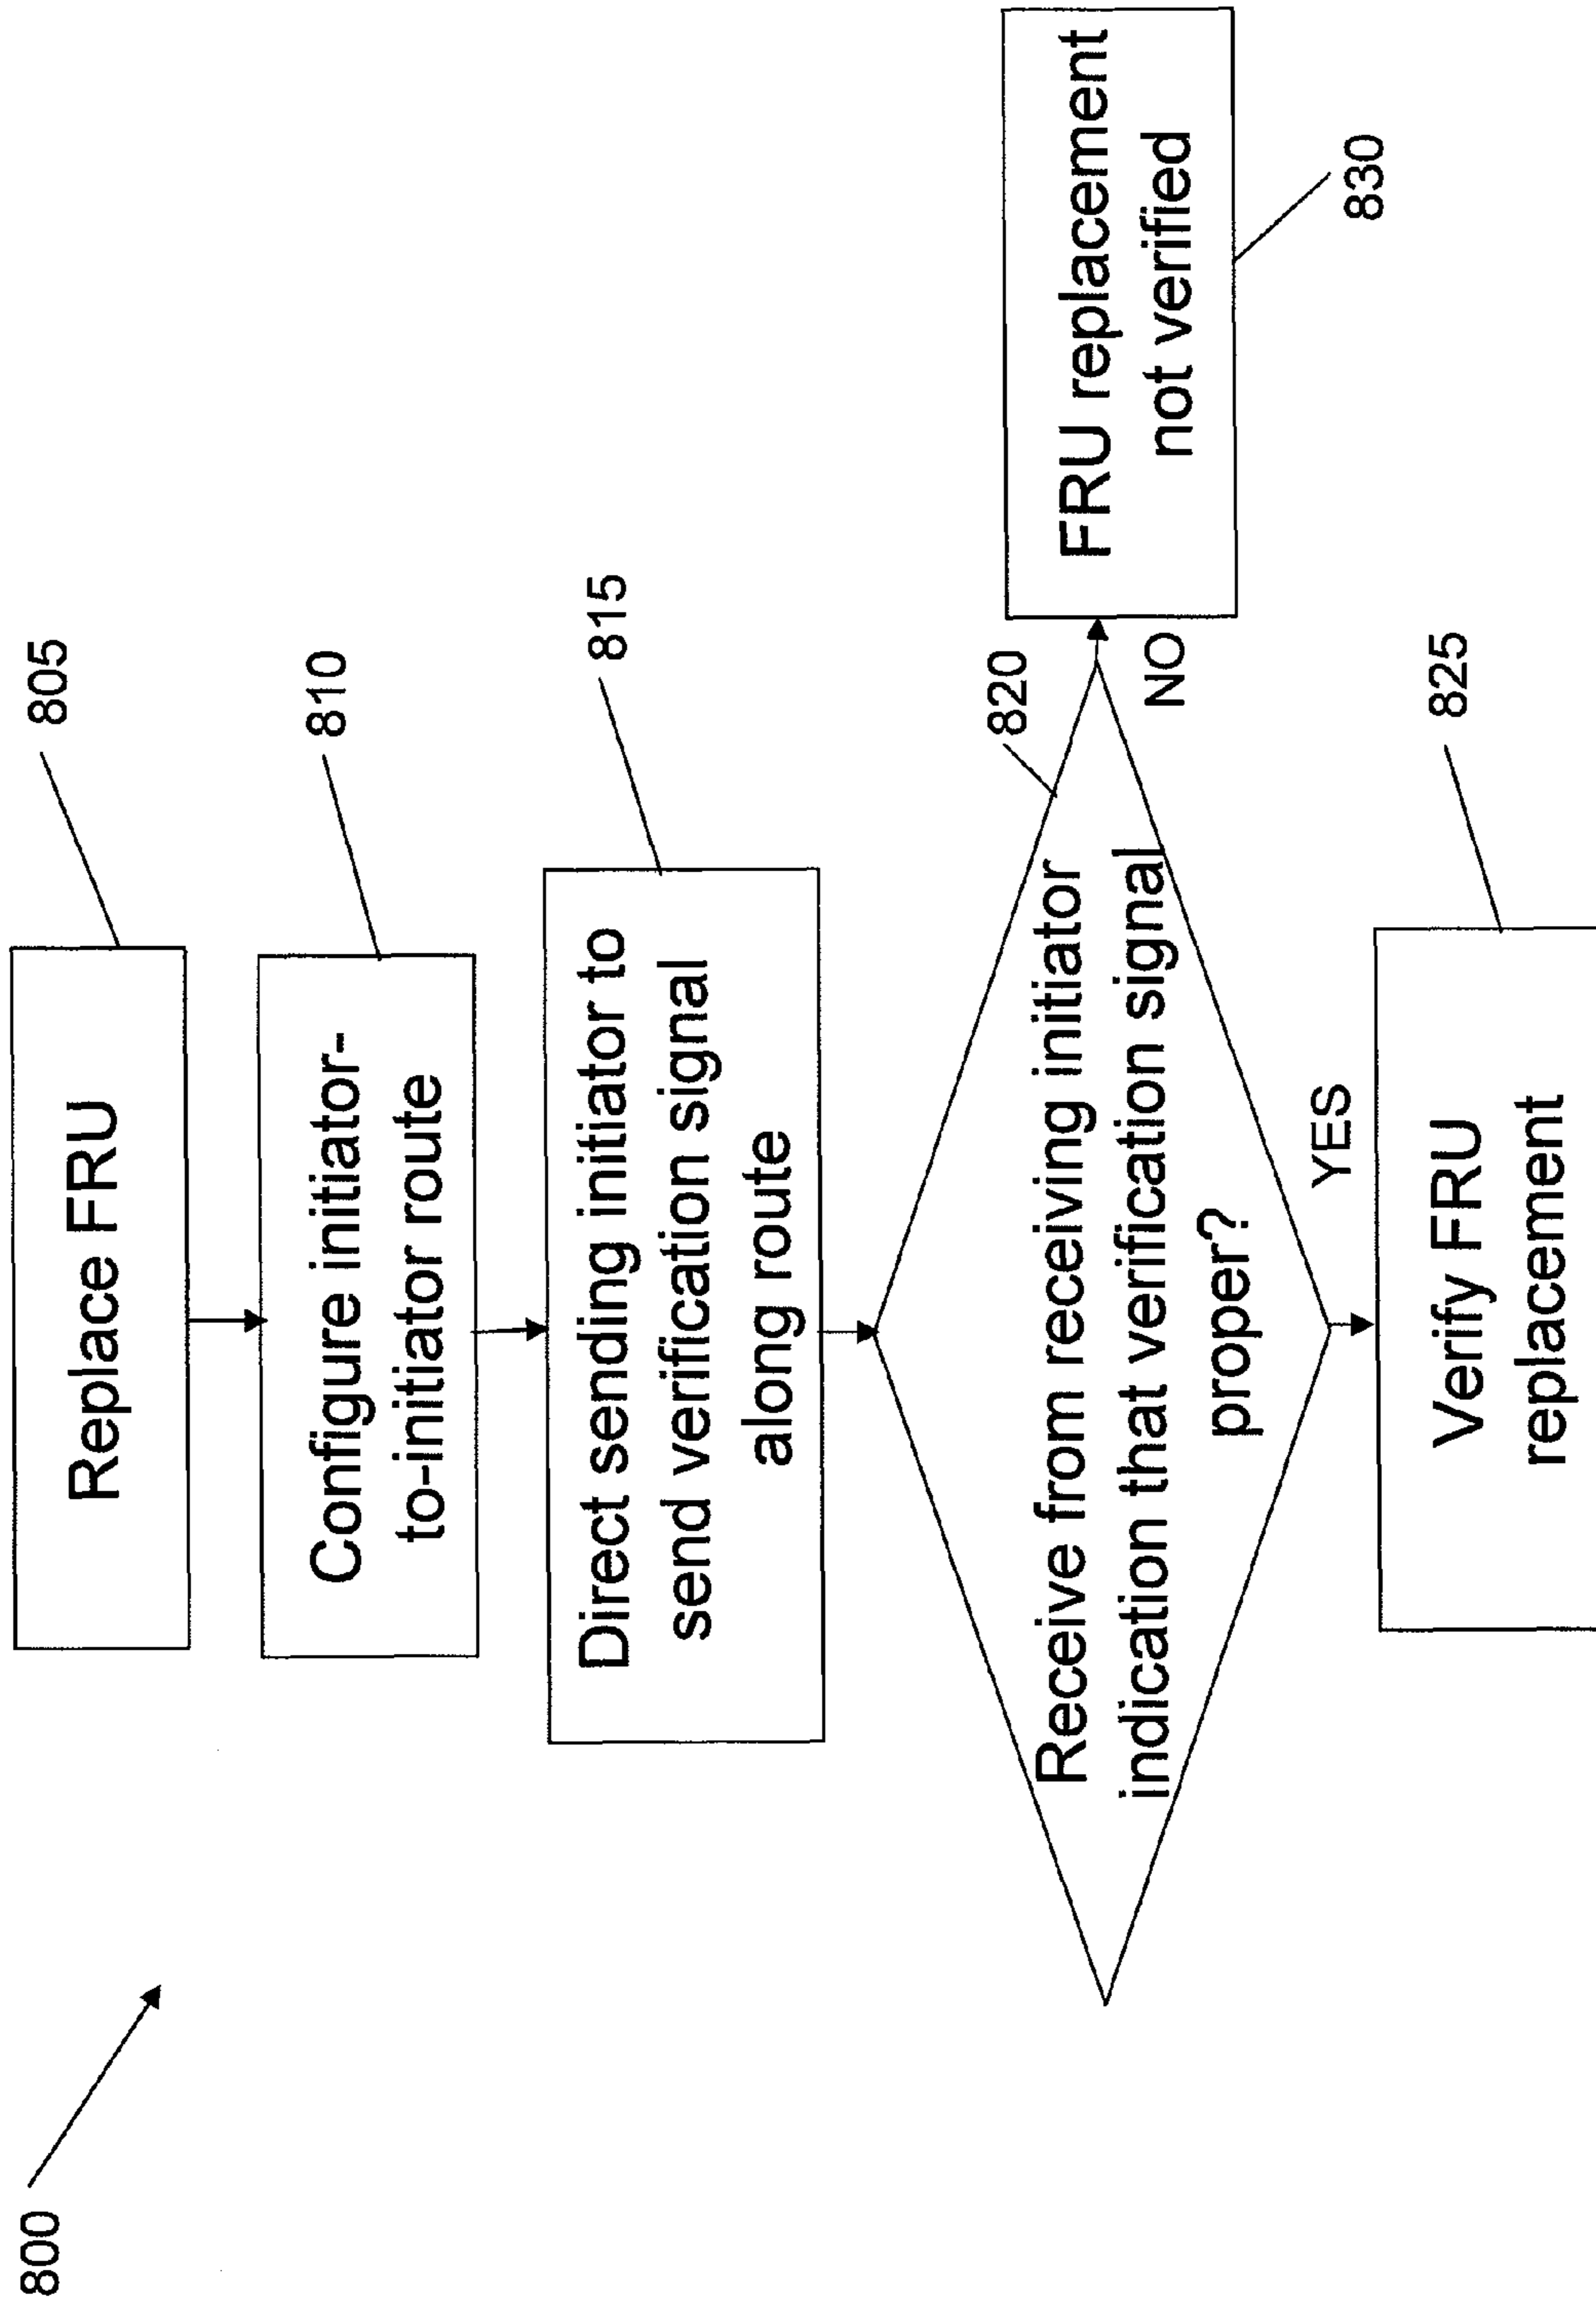 800
805
Replace FRU
810
Configure initiator-
to-initiator route
815
Direct sending initiator to
send verification signal
along route
820
Receive from receiving initiator
indication that verification signal
proper?
NO
FRU replacement
not verified
830
YES
825
Verify FRU
replacement